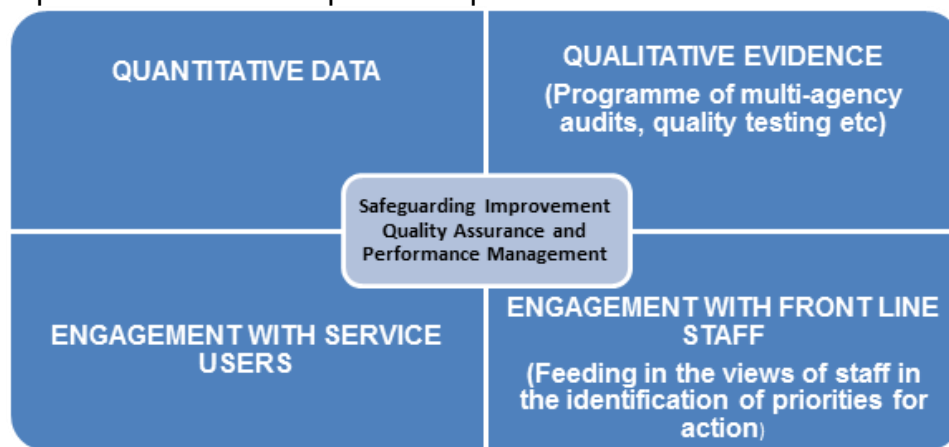 QUANTITATIVE DATA
QUALITATIVE EVIDENCE
(Programme of multi-agency
audits, quality testing etc)
Safeguarding Improvement
Quality Assurance and
Performance Management
ENGAGEMENT WITH SERVICE
USERS
ENGAGEMENT WITH FRONT LINE
STAFF
(Feeding in the views of staff in
the identification of priorities for
action)